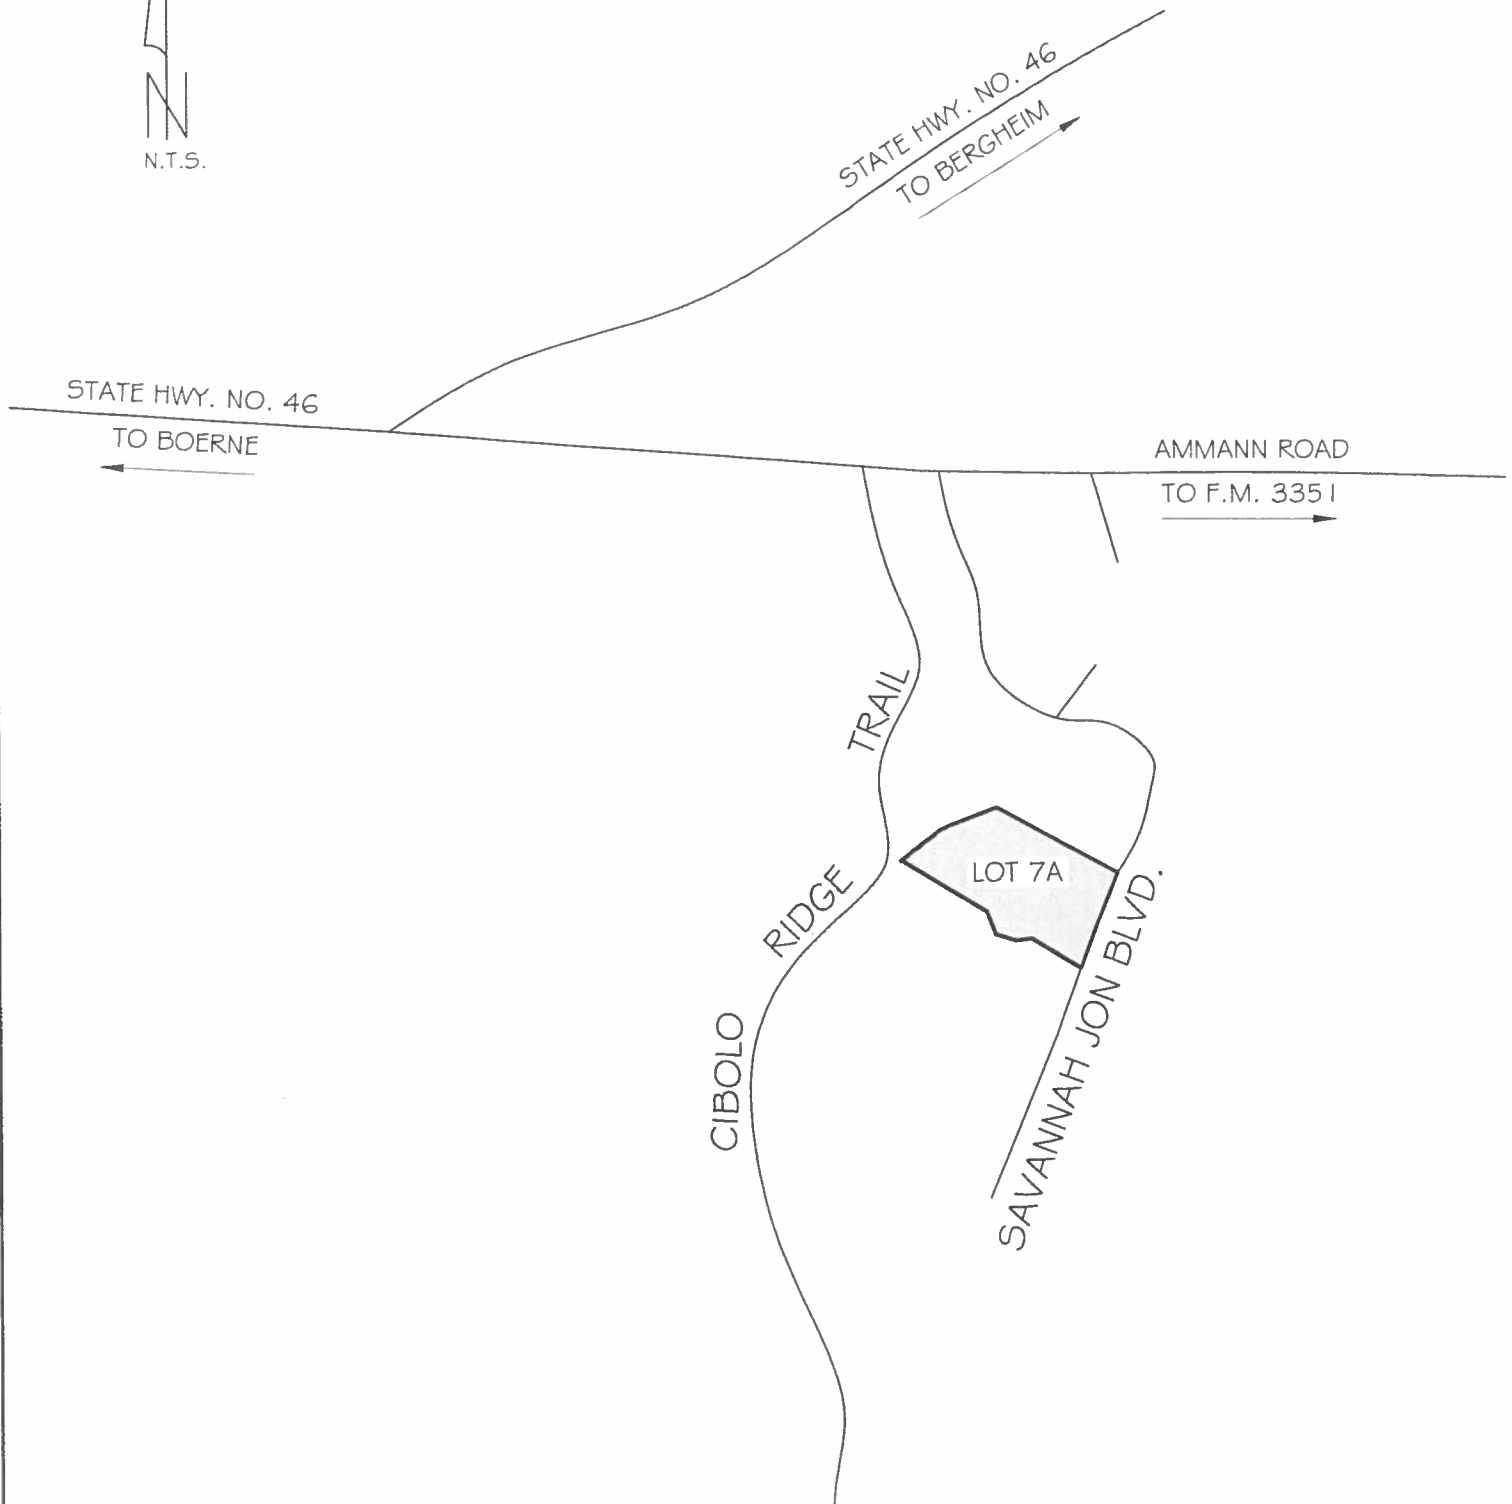 N
N.T.S.
STATE HWY. NO. 46
TO BERGHEIM
STATE HWY. NO. 46
TO BOERNE
AMMANN ROAD
TO F.M. 3351
CIBOLO RIDGE TRAIL
LOT 7A
SAVANNAH JON BLVD.